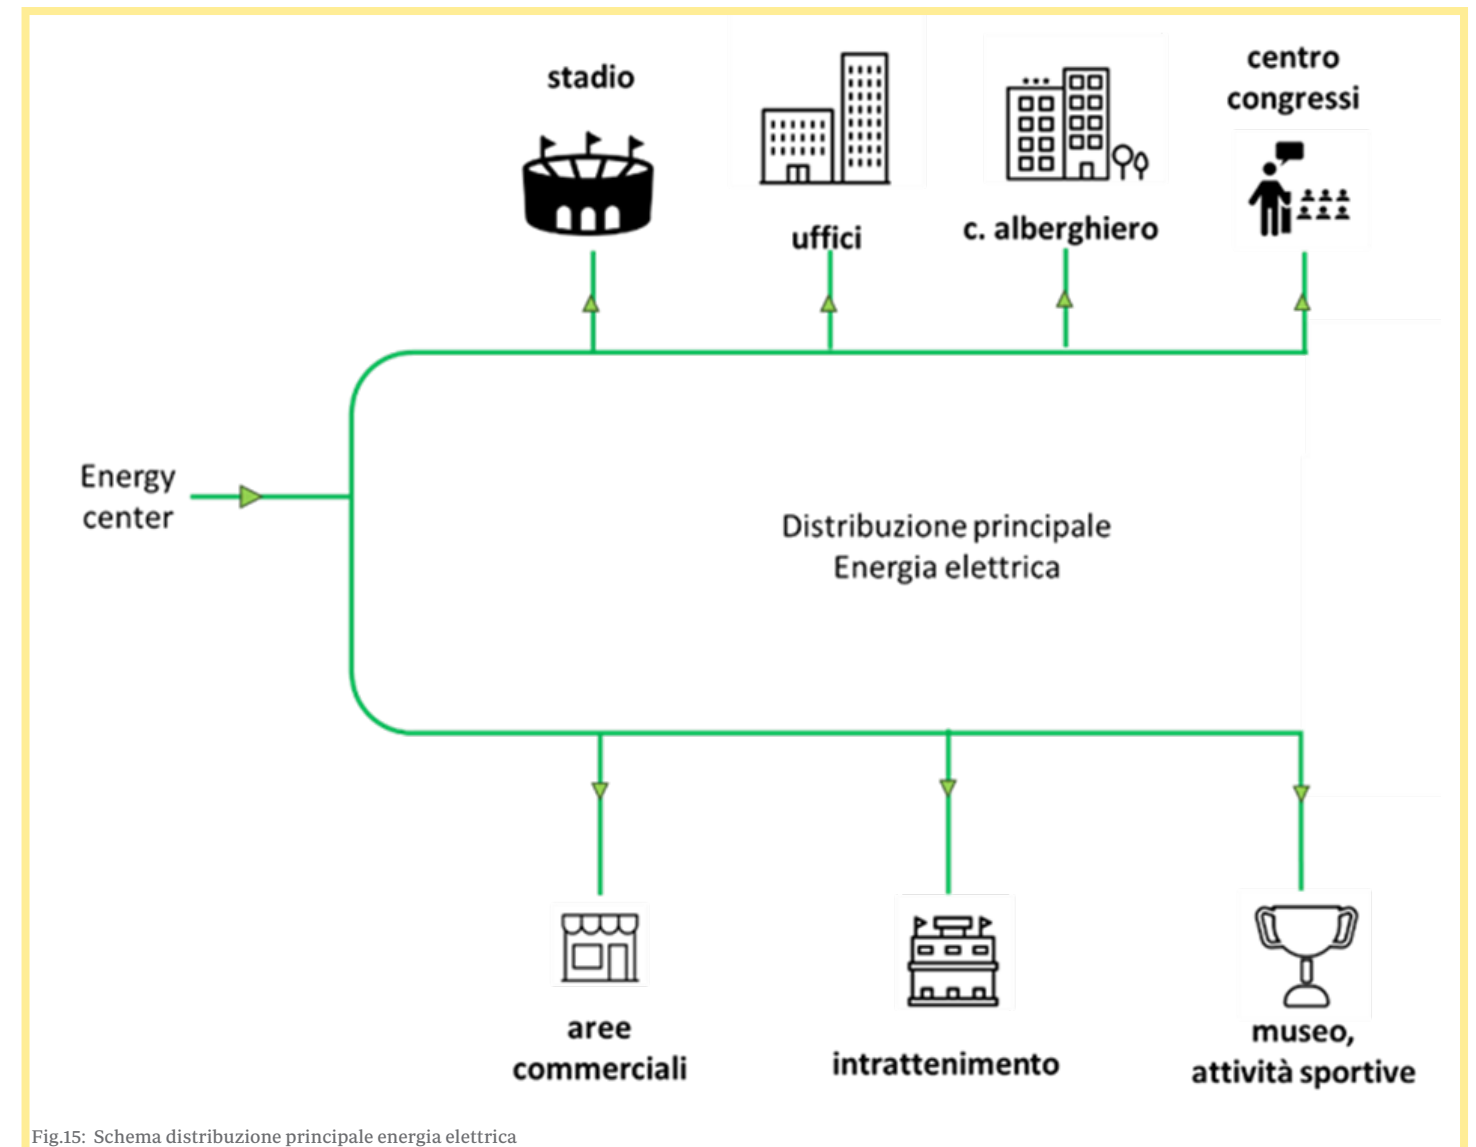 stadio
uffici
c. alberghiero
centro
congressi
Energy
center
Distribuzione principale
Energia elettrica
aree
commerciali
intrattenimento
museo,
attività sportive
Fig.15: Schema distribuzione principale energia elettrica